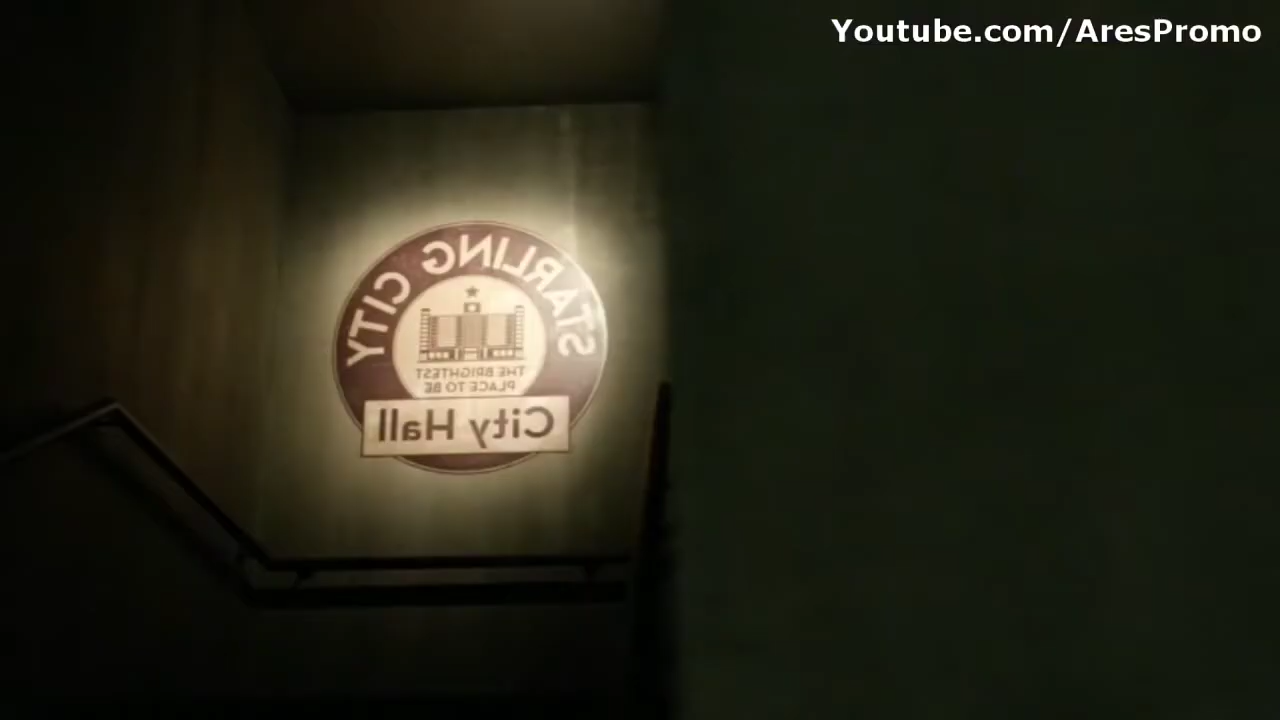 Youtube.com/AresPromo
STARLING CITY
THE BRIGHTEST
PLACE TO BE
City Hall